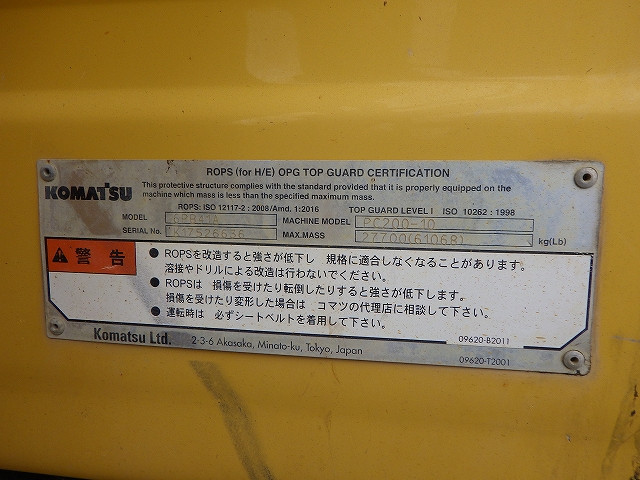 ROPS (for H/E) OPG TOP GUARD CERTIFICATION
KOMATSU
This protective structure complies with the standard provided that it is properly equipped on the
machine which mass is less than the specified maximum mass.
ROPS: ISO 12117-2 : 2008/Amd. 1:2016 TOP GUARD LEVEL I ISO 10262 : 1998
MODEL MACHINE MODEL PC200-10
SERIAL No. MAX.MASS 27700(61068) kg(Lb)
警告
● ROPSを改造すると強さが低下し 規格に適合しなくなることがあります。
溶接やドリルによる改造は行わないでください。
● ROPSは 損傷を受けたり転倒したりすると強さが低下します。
損傷を受けたり変形した場合は コマツの代理店に相談して下さい。
● 運転時は 必ずシートベルトを着用して下さい。
09620-B2011
Komatsu Ltd. 2-3-6 Akasaka, Minato-ku, Tokyo, Japan 09620-T2001